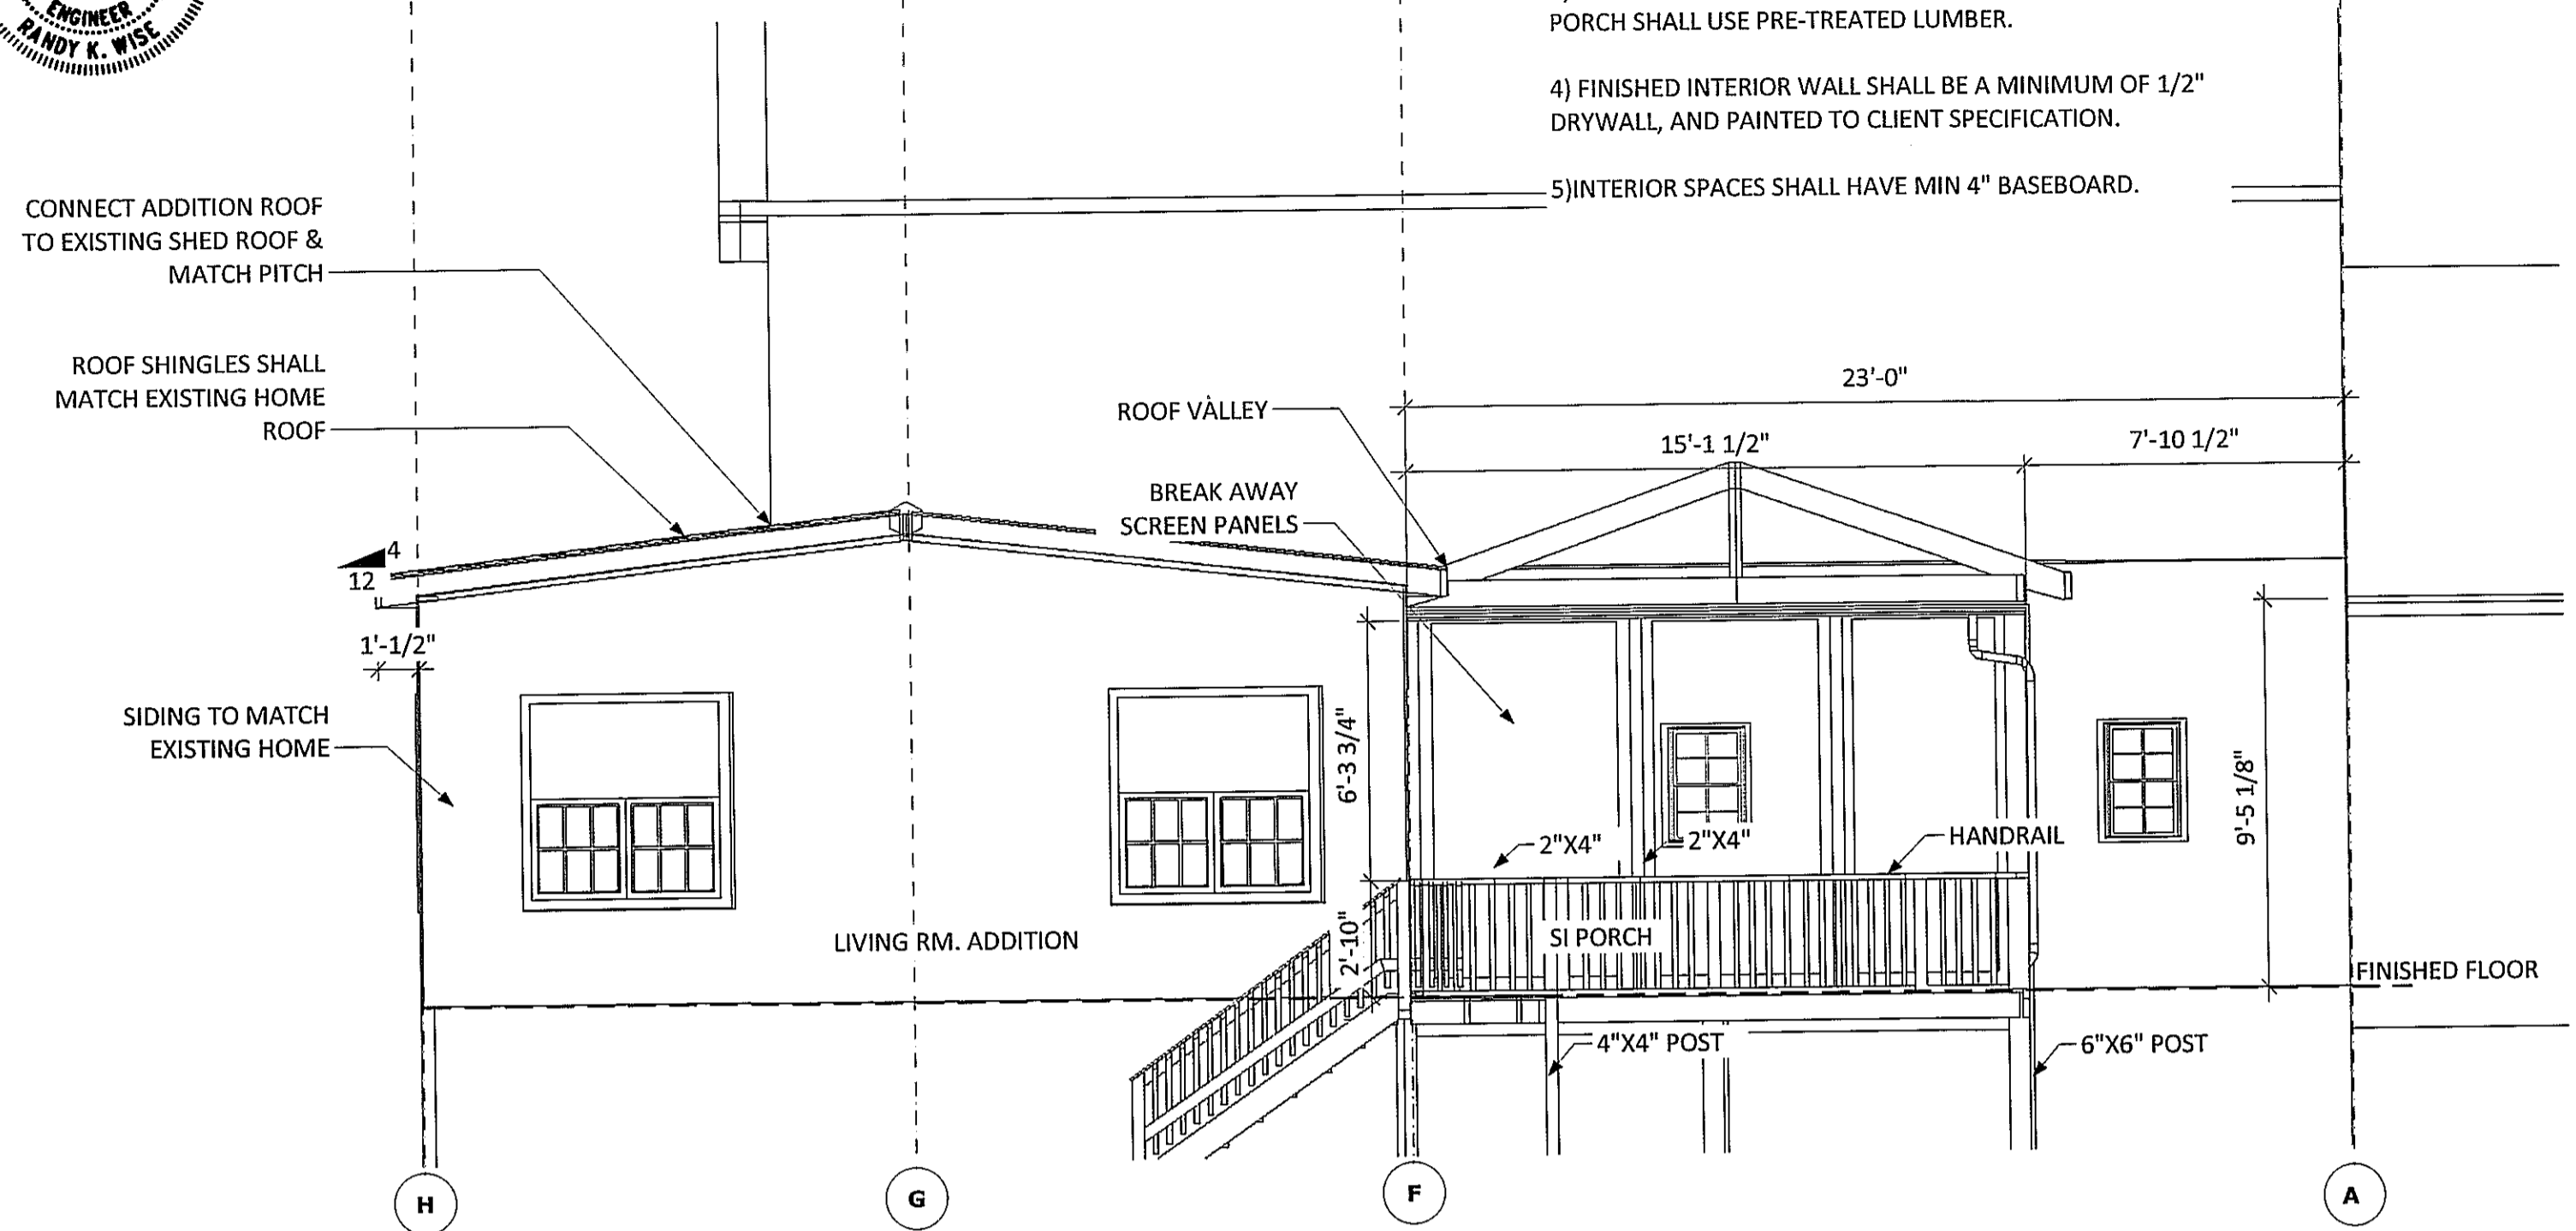 ENGINEER
RANDY K. WISE
PORCH SHALL USE PRE-TREATED LUMBER.
4) FINISHED INTERIOR WALL SHALL BE A MINIMUM OF 1/2"
DRYWALL, AND PAINTED TO CLIENT SPECIFICATION.
5)INTERIOR SPACES SHALL HAVE MIN 4" BASEBOARD.
CONNECT ADDITION ROOF
TO EXISTING SHED ROOF &
MATCH PITCH
ROOF SHINGLES SHALL
MATCH EXISTING HOME
ROOF
23'-0"
ROOF VALLEY
15'-1 1/2"
7'-10 1/2"
BREAK AWAY
SCREEN PANELS
4
12
1'-1/2"
SIDING TO MATCH
EXISTING HOME
6'-3 3/4"
9'-5 1/8"
2"X4"
2"X4"
HANDRAIL
LIVING RM. ADDITION
2'-10"
SI PORCH
FINISHED FLOOR
4"X4" POST
6"X6" POST
H
G
F
A